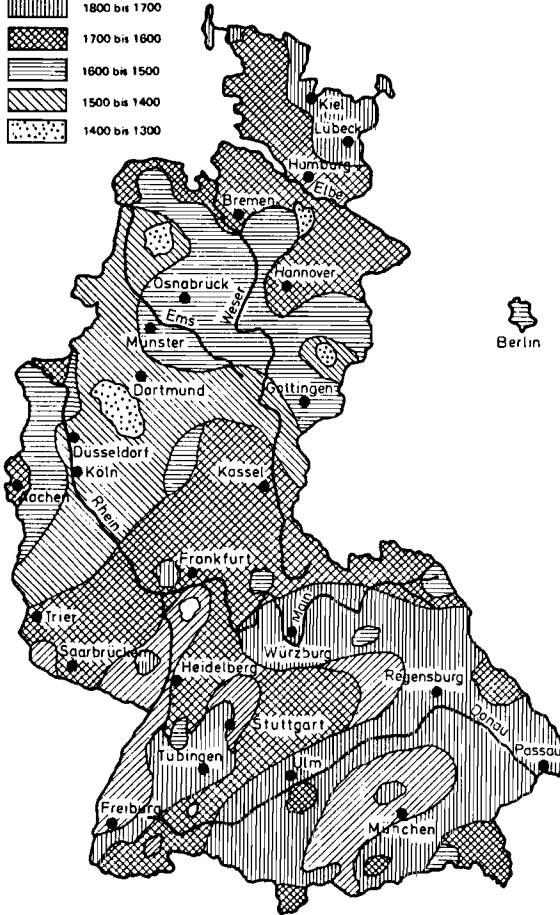 1800 bis 1700
1700 bis 1600
1600 bis 1500
1500 bis 1400
1400 bis 1300
Kiel
Lübeck
Hamburg
Elbe
Bremen
Hannover
Osnabrück
Weser
Ems
Münster
Berlin
Dortmund
Göttingen
Düsseldorf
Köln
Kassel
Aachen
Rhein
Frankfurt
Trier
Main
Würzburg
Saarbrücken
Heidelberg
Regensburg
Stuttgart
Donau
Tübingen
Ulm
Passau
Freiburg
München